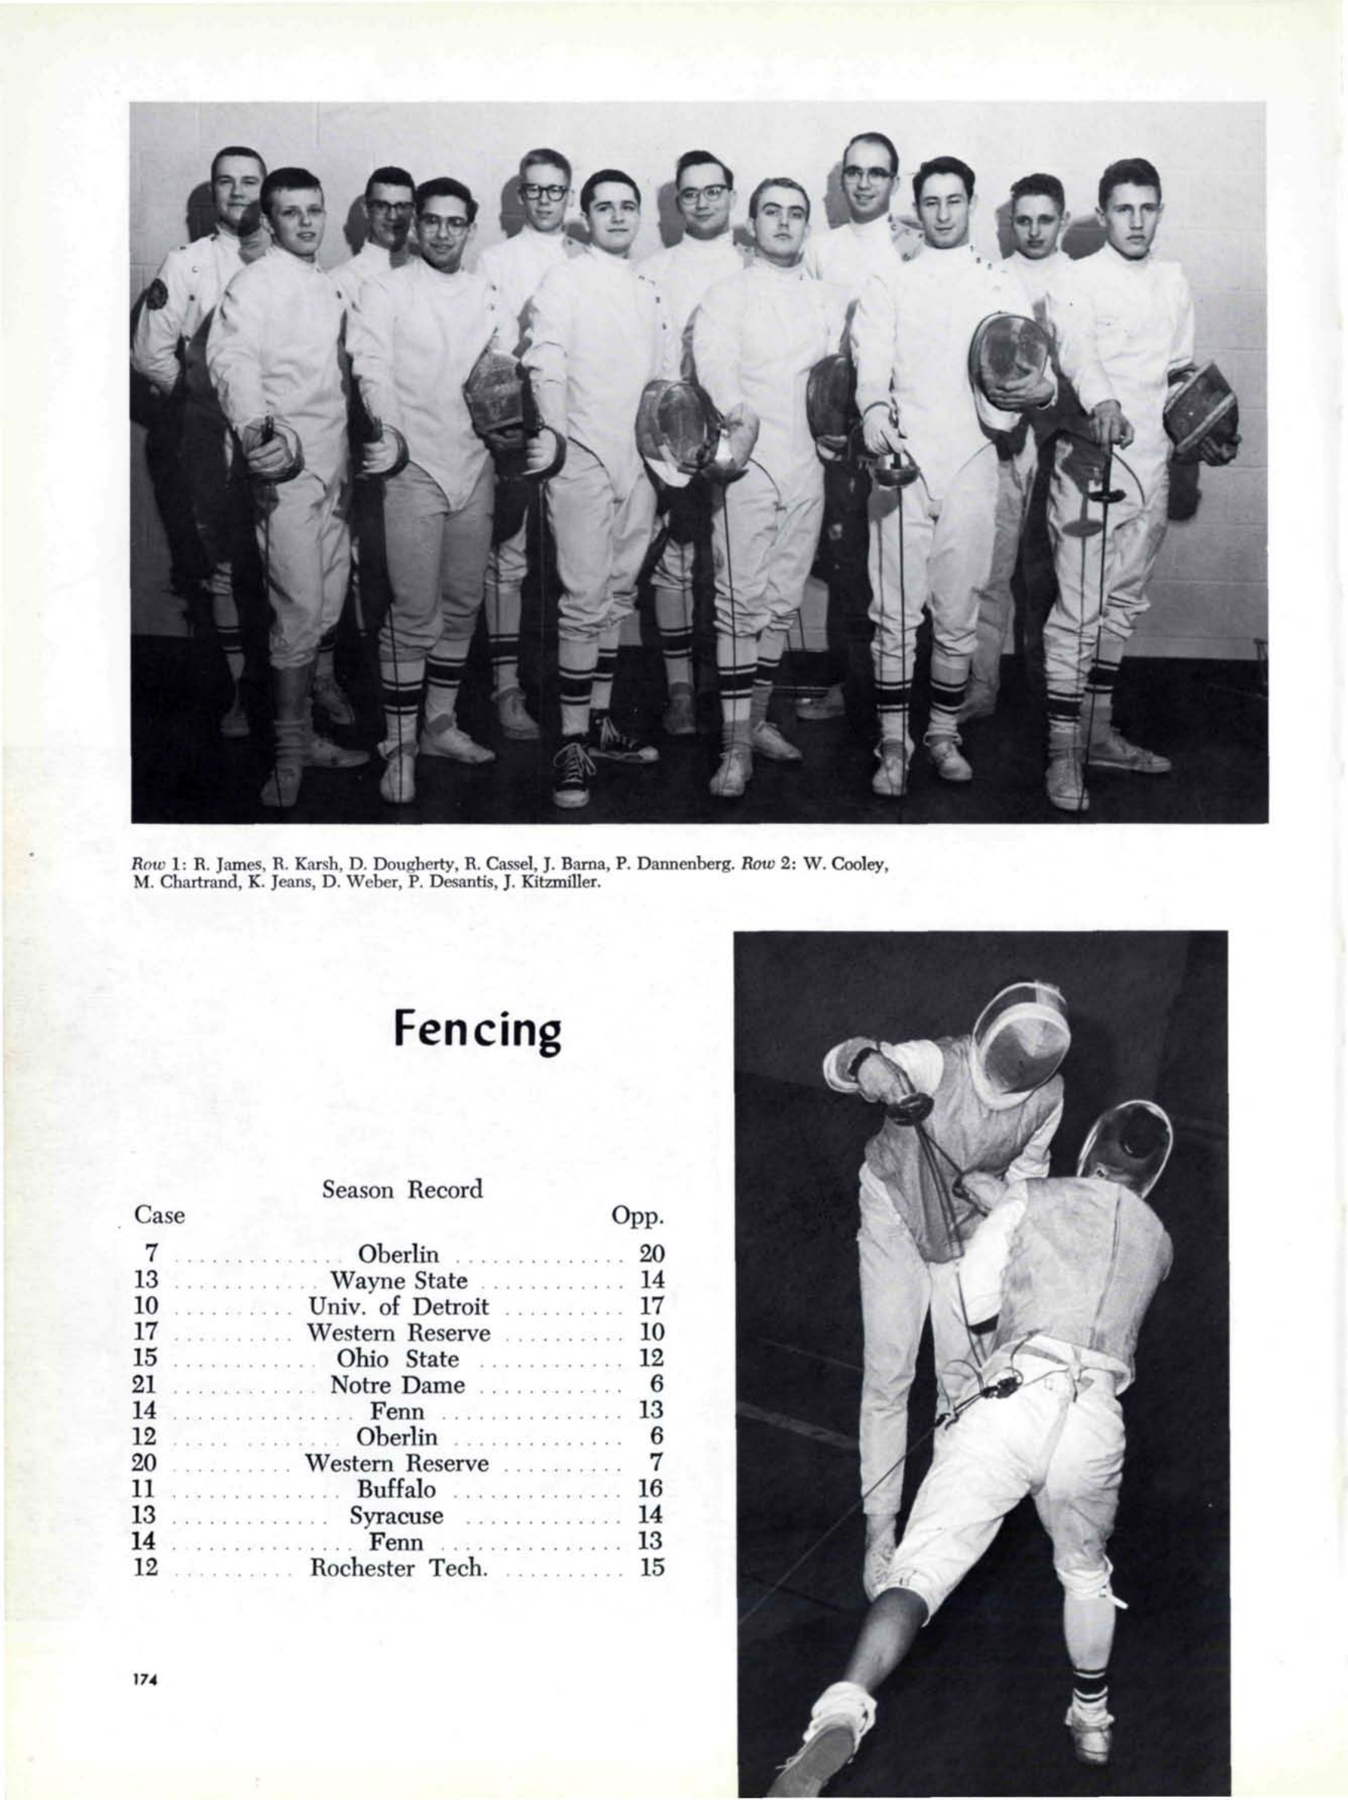 Row 1: R. James, R. Karsh, D. Dougherty, R. Cassel, J. Barna, P. Dannenberg. Row 2: W. Cooley,
M. Chartrand, K. Jeans, D. Weber, P. Desantis, J. Kitzmiller.
Fencing
Season Record
Case Opp.
7 .............. Oberlin .............. 20
13 ............ Wayne State ............ 14
10 .......... Univ. of Detroit .......... 17
17 .......... Western Reserve .......... 10
15 ............ Ohio State ............ 12
21 ............ Notre Dame ............ 6
14 ............... Fenn ............... 13
12 .............. Oberlin .............. 6
20 .......... Western Reserve .......... 7
11 .............. Buffalo .............. 16
13 ............. Syracuse ............. 14
14 ............... Fenn ............... 13
12 .......... Rochester Tech. .......... 15
174